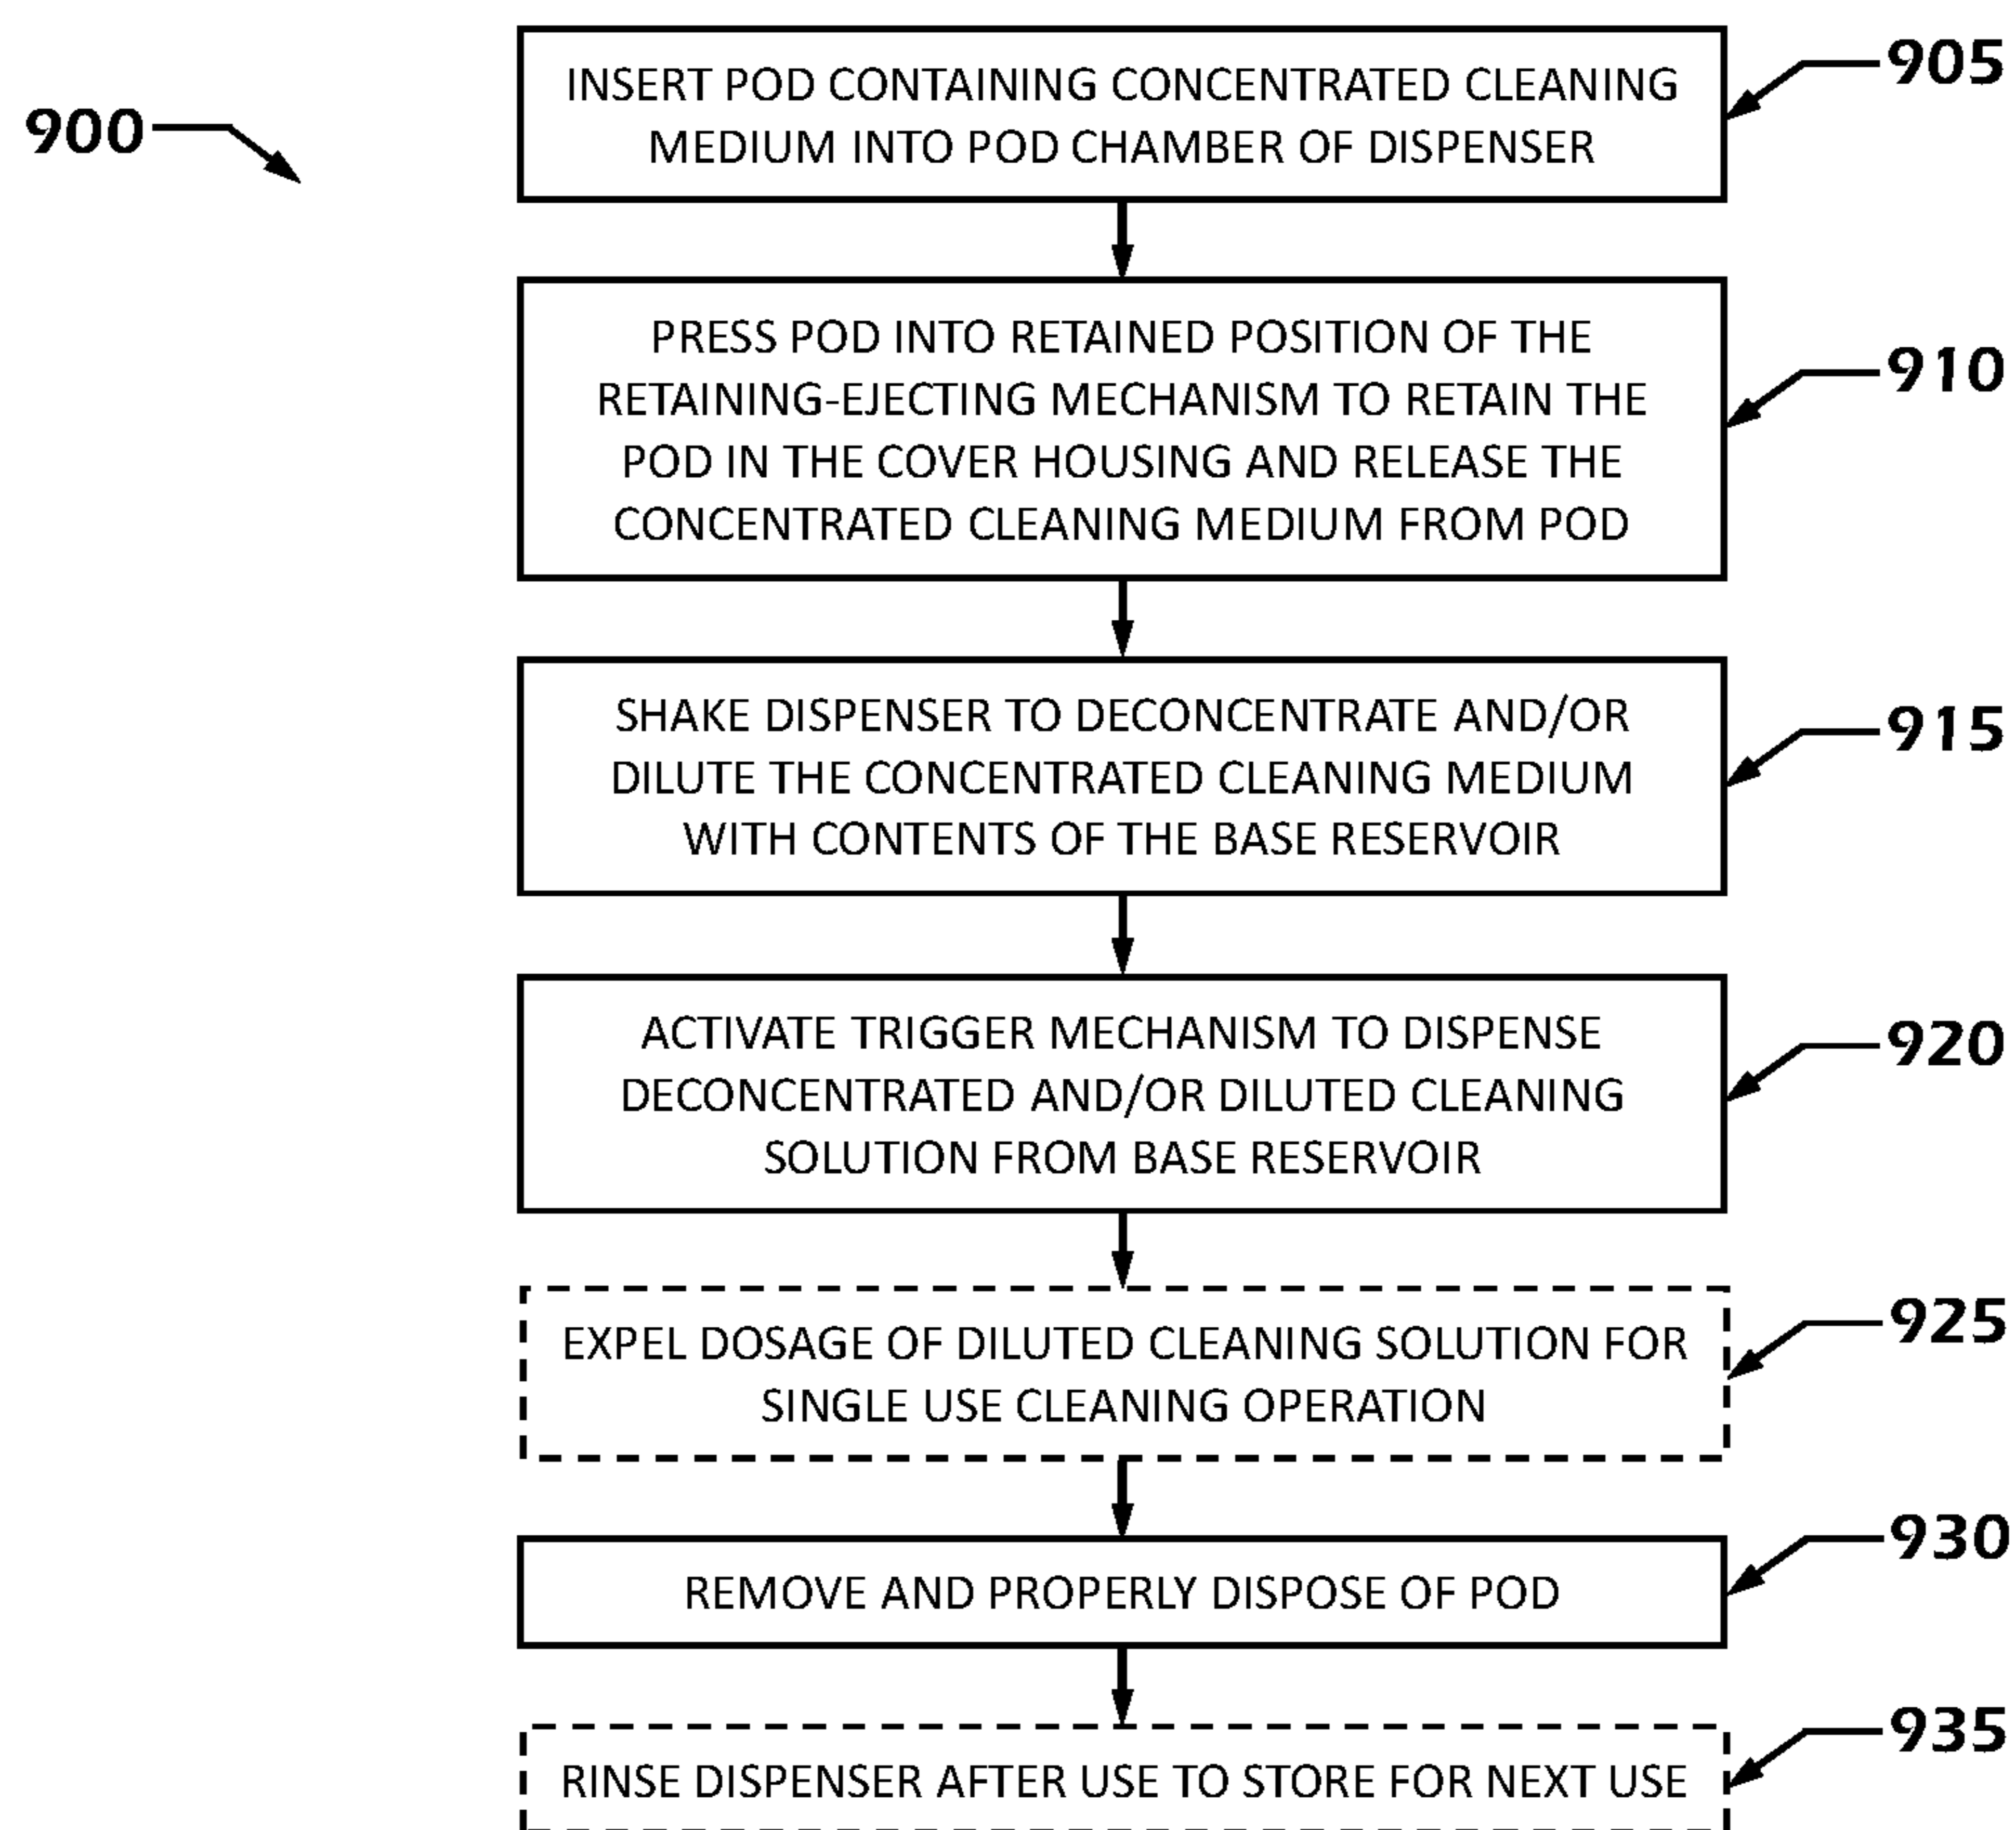 900
INSERT POD CONTAINING CONCENTRATED CLEANING
MEDIUM INTO POD CHAMBER OF DISPENSER
905
PRESS POD INTO RETAINED POSITION OF THE
RETAINING-EJECTING MECHANISM TO RETAIN THE
POD IN THE COVER HOUSING AND RELEASE THE
CONCENTRATED CLEANING MEDIUM FROM POD
910
SHAKE DISPENSER TO DECONCENTRATE AND/OR
DILUTE THE CONCENTRATED CLEANING MEDIUM
WITH CONTENTS OF THE BASE RESERVOIR
915
ACTIVATE TRIGGER MECHANISM TO DISPENSE
DECONCENTRATED AND/OR DILUTED CLEANING
SOLUTION FROM BASE RESERVOIR
920
EXPEL DOSAGE OF DILUTED CLEANING SOLUTION FOR
SINGLE USE CLEANING OPERATION
925
REMOVE AND PROPERLY DISPOSE OF POD
930
RINSE DISPENSER AFTER USE TO STORE FOR NEXT USE
935